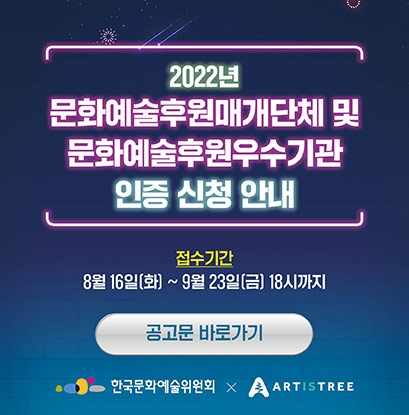 2022년
문화예술후원매개단체 및
문화예술후원우수기관
인증 신청 안내
접수기간
8월 16일(화) ~ 9월 23일(금) 18시까지
공고문 바로가기
한국문화예술위원회 × ARTISTREE